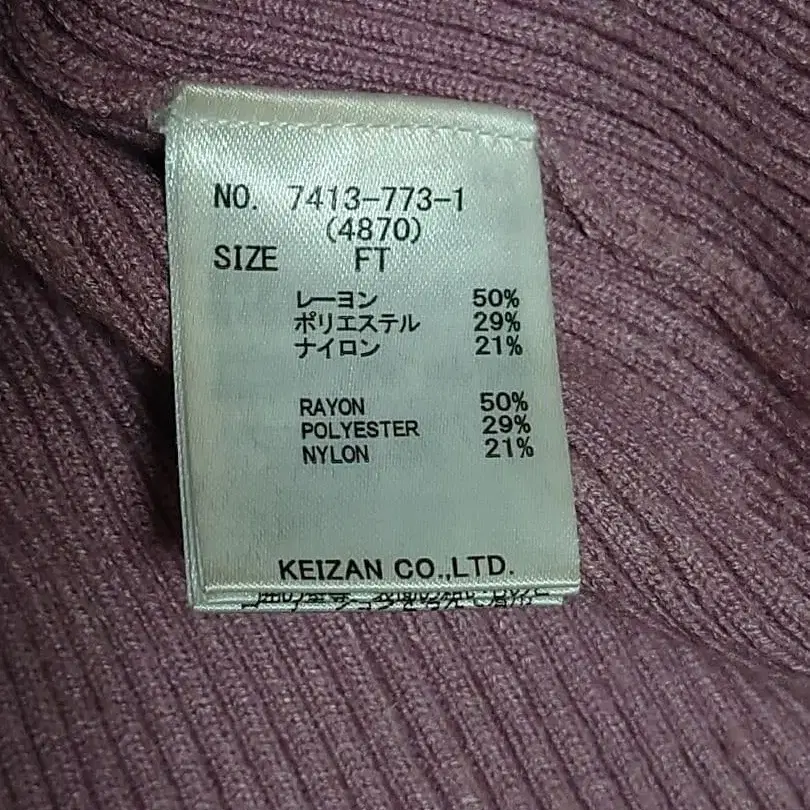 NO. 7413-773-1
(4870)
SIZE FT
レーヨン 50%
ポリエステル 29%
ナイロン 21%
RAYON 50%
POLYESTER 29%
NYLON 21%
KEIZAN CO.,LTD.